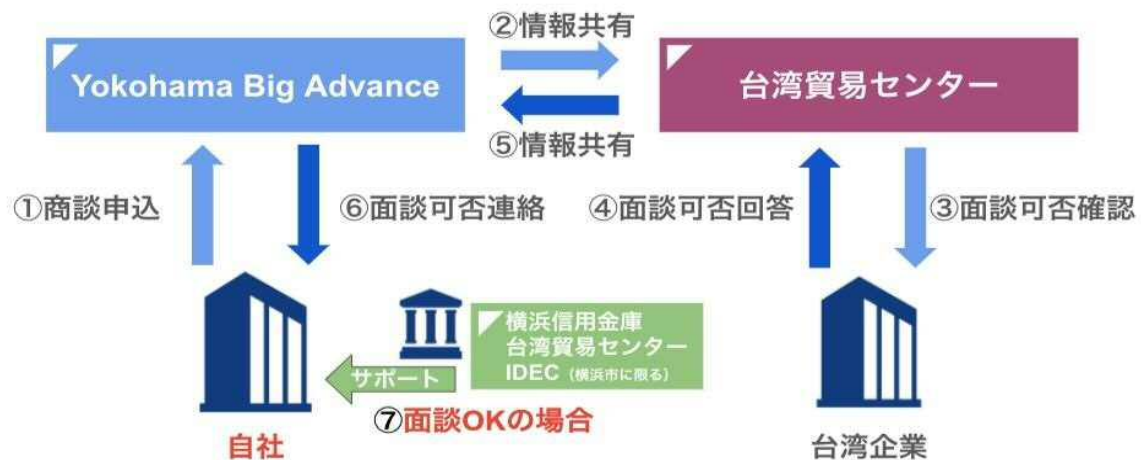 ②情報共有
Yokohama Big Advance
台湾貿易センター
⑤情報共有
①商談申込
⑥面談可否連絡
④面談可否回答
③面談可否確認
横浜信用金庫
台湾貿易センター
IDEC（横浜市に限る）
サポート
⑦面談OKの場合
自社
台湾企業